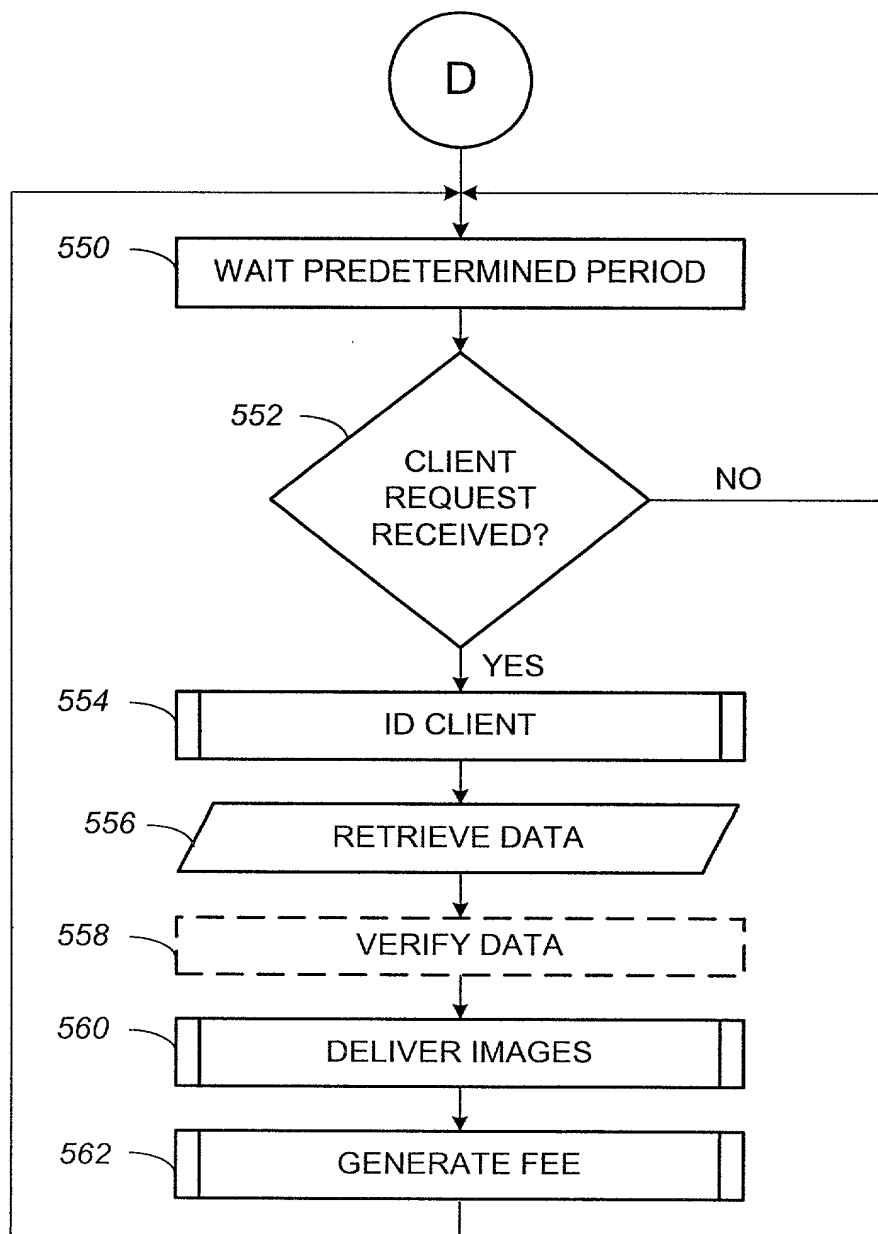 D
550
WAIT PREDETERMINED PERIOD
552
CLIENT
REQUEST
RECEIVED?
NO
YES
554
ID CLIENT
556
RETRIEVE DATA
558
VERIFY DATA
560
DELIVER IMAGES
562
GENERATE FEE